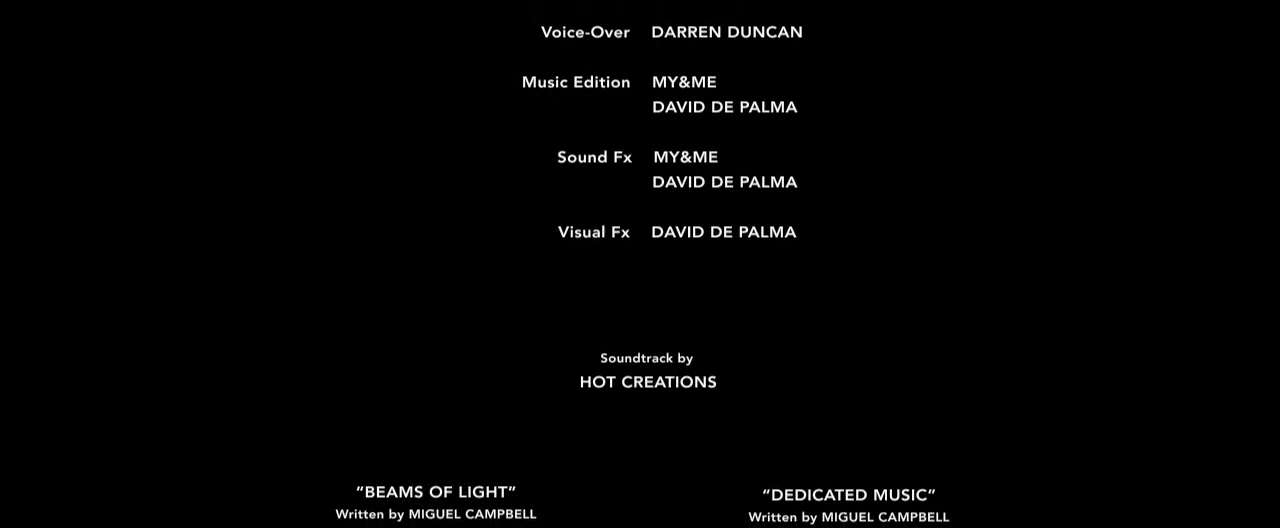 Voice-Over DARREN DUNCAN
Music Edition MY&ME
DAVID DE PALMA
Sound Fx MY&ME
DAVID DE PALMA
Visual Fx DAVID DE PALMA
Soundtrack by
HOT CREATIONS
“BEAMS OF LIGHT”
Written by MIGUEL CAMPBELL
“DEDICATED MUSIC”
Written by MIGUEL CAMPBELL